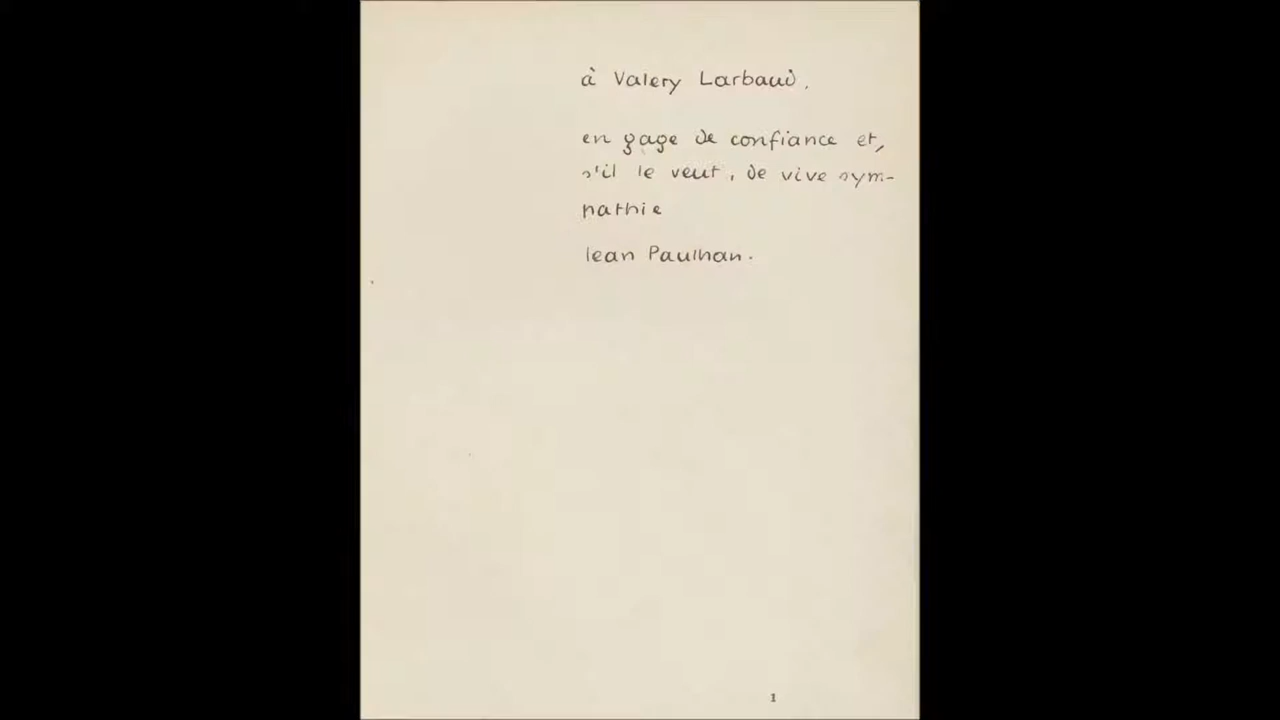 à Valery Larbaud,
en gage de confiance et,
s'il le veut, de vive sym-
pathie
Jean Paulhan.
1